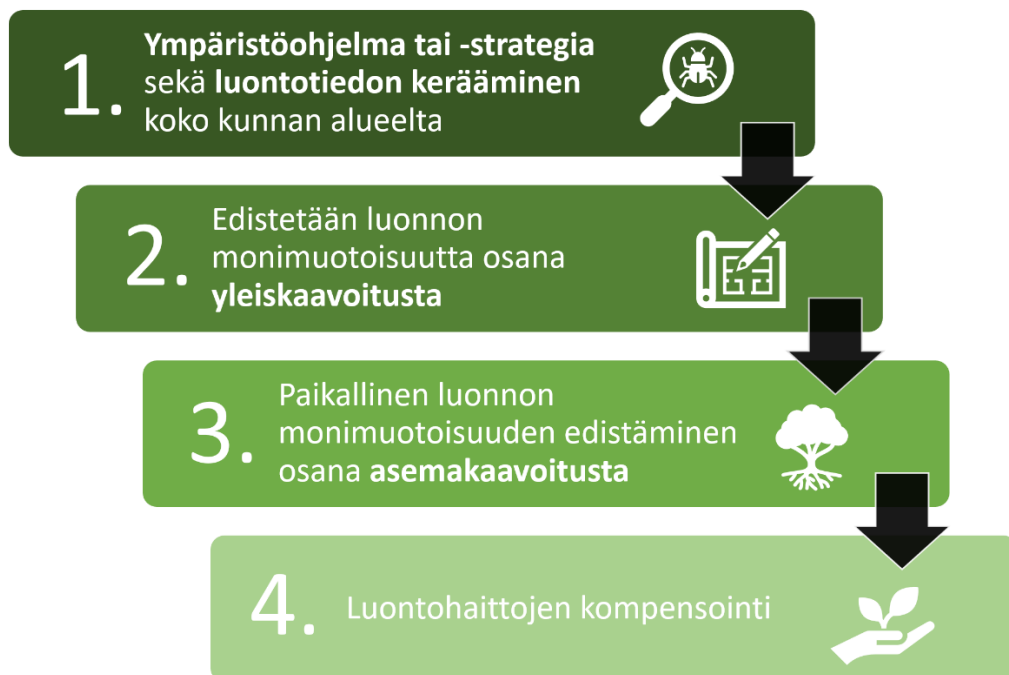 1.
Ympäristöohjelma tai -strategia
sekä luontotiedon kerääminen
koko kunnan alueelta
2.
Edistetään luonnon
monimuotoisuutta osana
yleiskaavoitusta
3.
Paikallinen luonnon
monimuotoisuuden edistäminen
osana asemakaavoitusta
4.
Luontohaittojen kompensointi